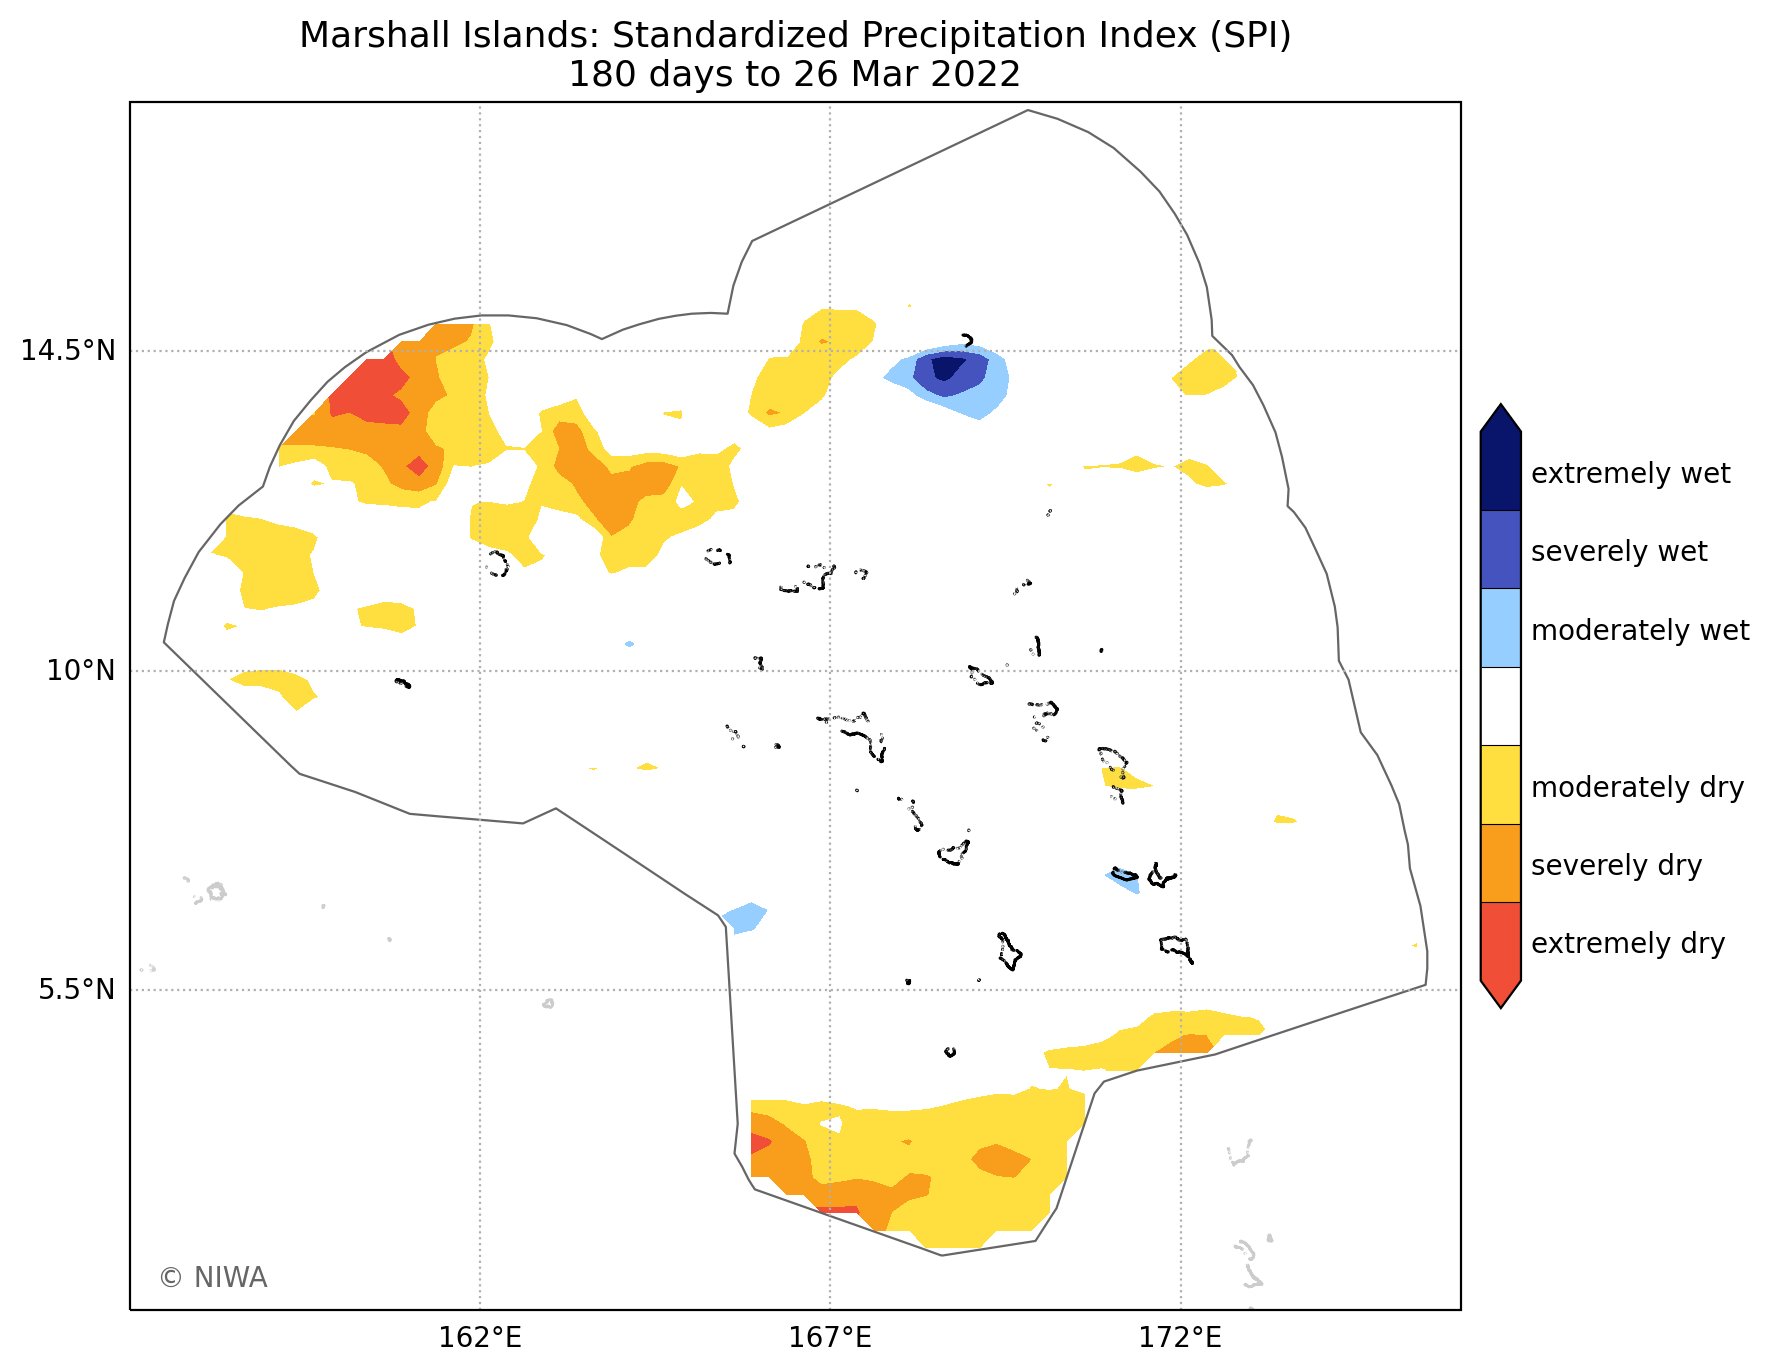 Marshall Islands: Standardized Precipitation Index (SPI)
180 days to 26 Mar 2022
14.5°N
10°N
5.5°N
162°E
167°E
172°E
extremely wet
severely wet
moderately wet
moderately dry
severely dry
extremely dry
© NIWA